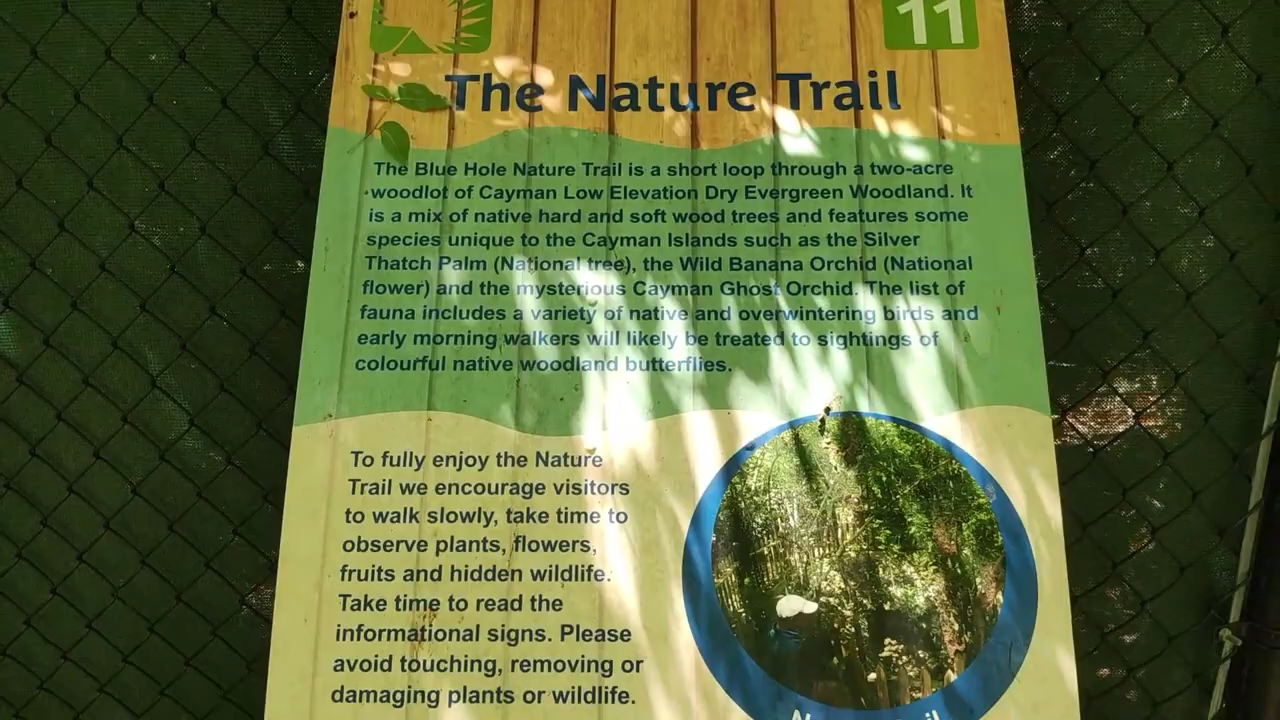 11
The Nature Trail
The Blue Hole Nature Trail is a short loop through a two-acre
woodlot of Cayman Low Elevation Dry Evergreen Woodland. It
is a mix of native hard and soft wood trees and features some
species unique to the Cayman Islands such as the Silver
Thatch Palm (National tree), the Wild Banana Orchid (National
flower) and the mysterious Cayman Ghost Orchid. The list of
fauna includes a variety of native and overwintering birds and
early morning walkers will likely be treated to sightings of
colourful native woodland butterflies.
To fully enjoy the Nature
Trail we encourage visitors
to walk slowly, take time to
observe plants, flowers,
fruits and hidden wildlife.
Take time to read the
informational signs. Please
avoid touching, removing or
damaging plants or wildlife.